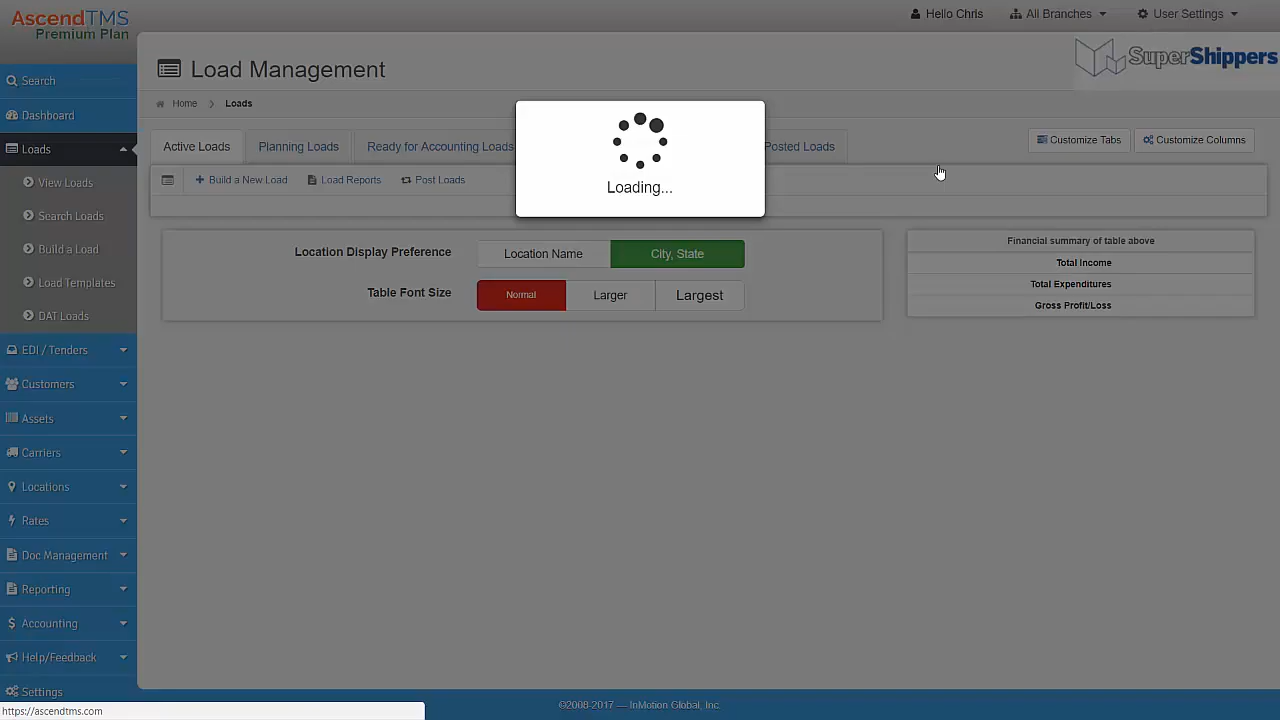 AscendTMS
Premium Plan
Hello Chris
All Branches
User Settings
SuperShippers
Load Management
Home
Loads
Search
Dashboard
Loads
View Loads
Search Loads
Build a Load
Load Templates
DAT Loads
EDI / Tenders
Customers
Assets
Carriers
Locations
Rates
Doc Management
Reporting
Accounting
Help/Feedback
Settings
Active Loads
Planning Loads
Ready for Accounting Loads
Posted Loads
Customize Tabs
Customize Columns
Build a New Load
Load Reports
Post Loads
Loading...
Location Display Preference
Location Name
City, State
Table Font Size
Normal
Larger
Largest
Financial summary of table above
Total Income
Total Expenditures
Gross Profit/Loss
©2008-2017 — InMotion Global, Inc.
https://ascendtms.com